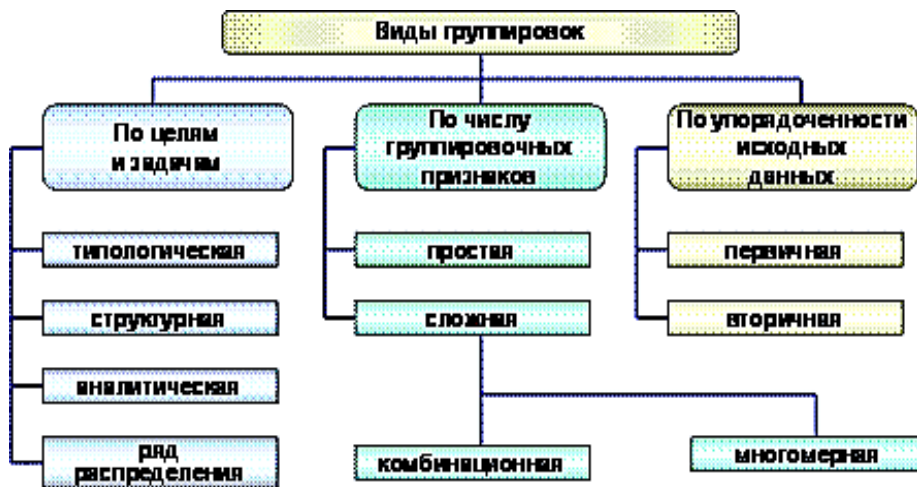 Виды группировок
По целям
и задачам
типологическая
структурная
аналитическая
ряд
распределения
По числу
группировочных
признаков
простая
сложная
комбинационная
многомерная
По упорядоченности
исходных
данных
первичная
вторичная